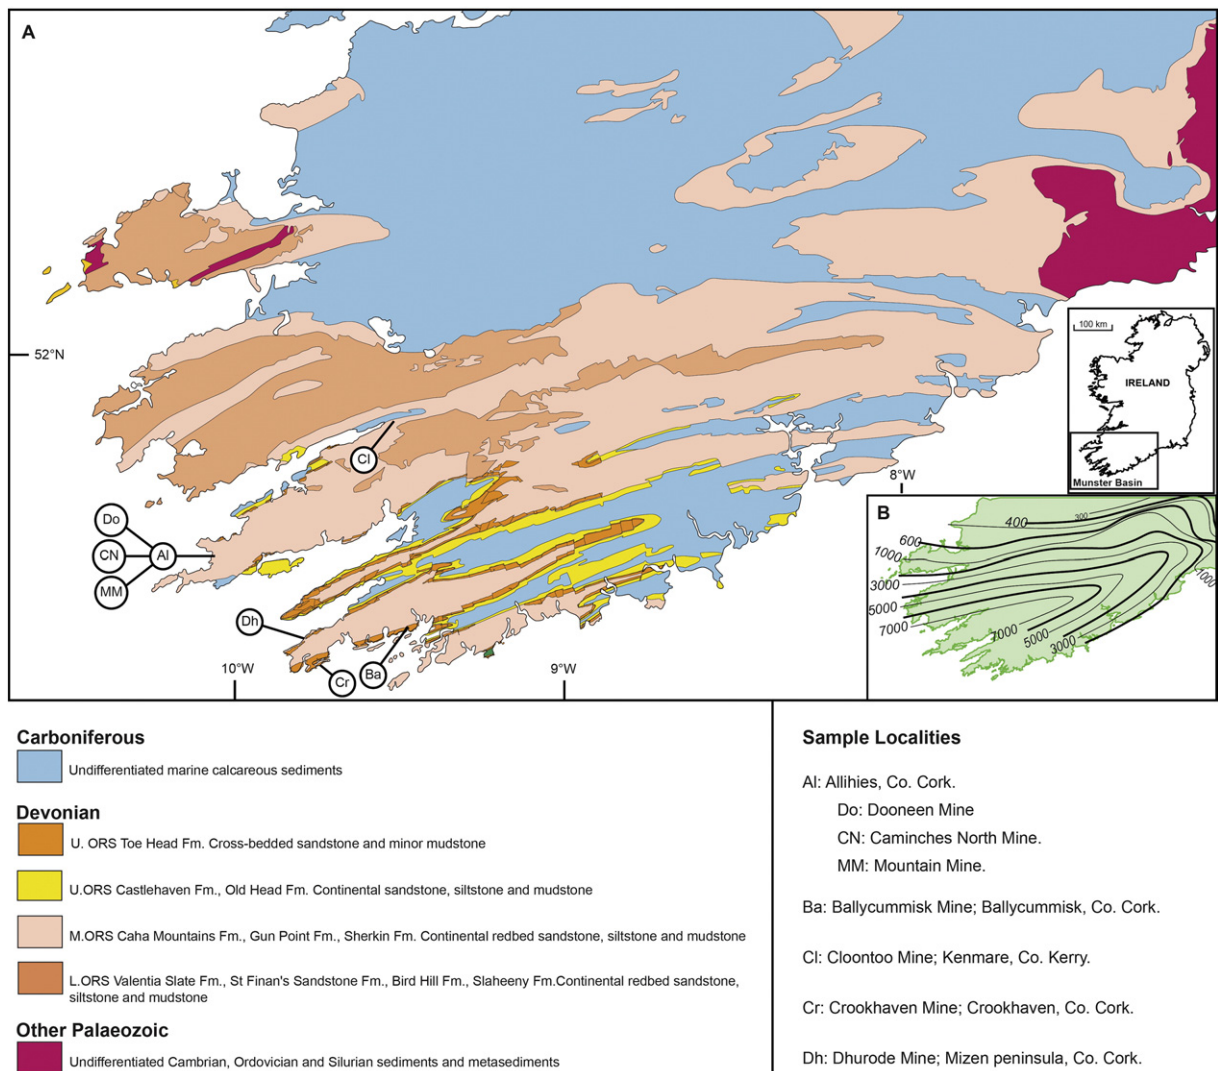 A
52°N
Cl
Do
CN
Al
MM
Dh
Cr
Ba
10°W
9°W
8°W
100 km
IRELAND
Munster Basin
B
400
300
600
1000
3000
5000
7000
7000
5000
3000
1000
Carboniferous
Undifferentiated marine calcareous sediments
Devonian
U. ORS Toe Head Fm. Cross-bedded sandstone and minor mudstone
U.ORS Castlehaven Fm., Old Head Fm. Continental sandstone, siltstone and mudstone
M.ORS Caha Mountains Fm., Gun Point Fm., Sherkin Fm. Continental redbed sandstone, siltstone and mudstone
L.ORS Valentia Slate Fm., St Finan's Sandstone Fm., Bird Hill Fm., Slaheeny Fm.Continental redbed sandstone,
siltstone and mudstone
Other Palaeozoic
Undifferentiated Cambrian, Ordovician and Silurian sediments and metasediments
Sample Localities
Al: Allihies, Co. Cork.
Do: Dooneen Mine
CN: Caminches North Mine.
MM: Mountain Mine.
Ba: Ballycummisk Mine; Ballycummisk, Co. Cork.
Cl: Cloontoo Mine; Kenmare, Co. Kerry.
Cr: Crookhaven Mine; Crookhaven, Co. Cork.
Dh: Dhurode Mine; Mizen peninsula, Co. Cork.